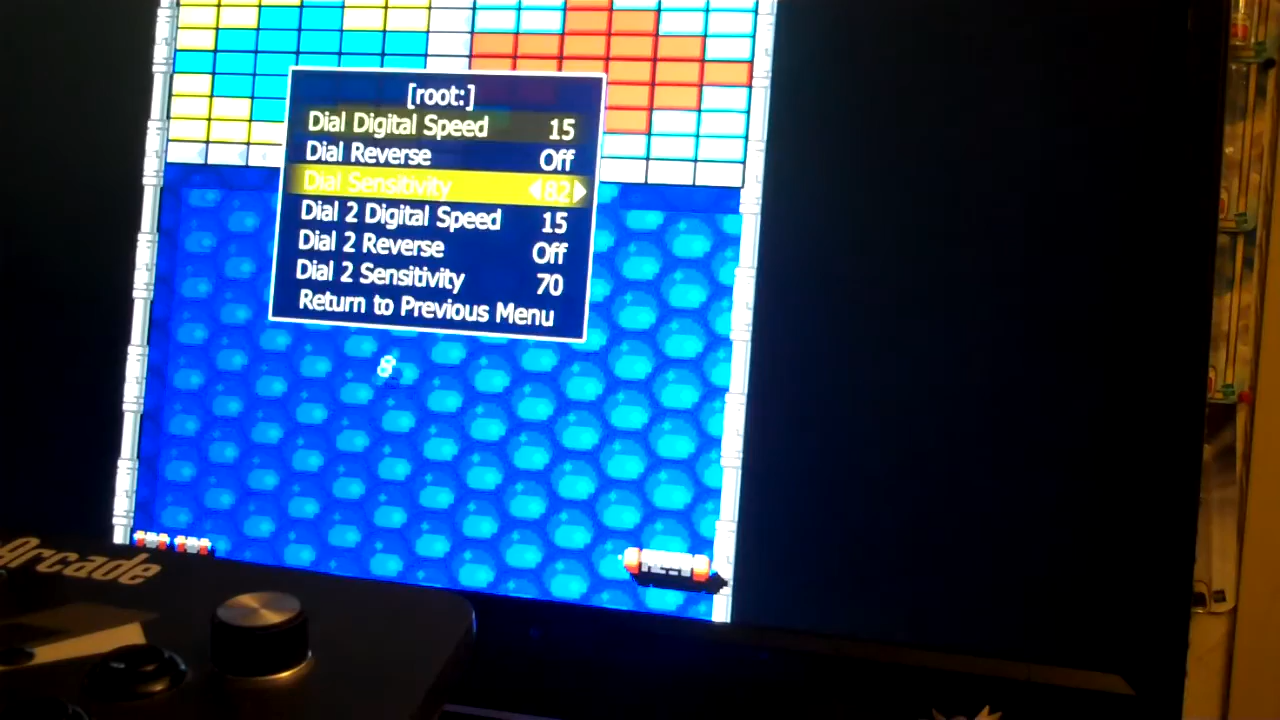 [root:]
Dial Digital Speed 15
Dial Reverse Off
Dial Sensitivity 82
Dial 2 Digital Speed 15
Dial 2 Reverse Off
Dial 2 Sensitivity 70
Return to Previous Menu
8
Arcade